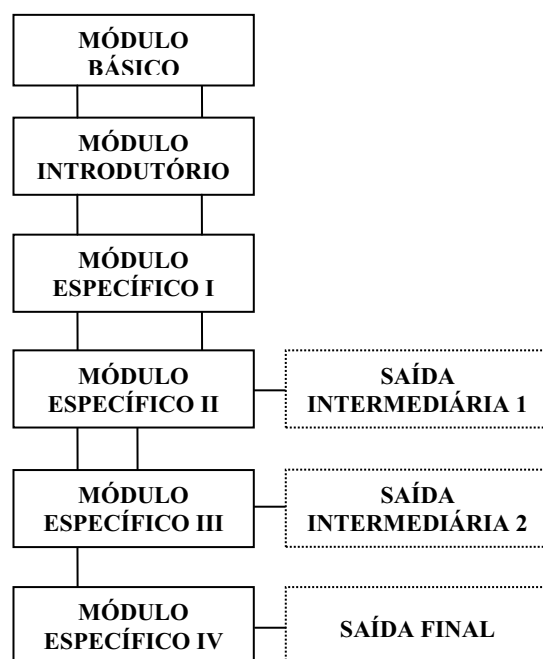 MÓDULO
BÁSICO
MÓDULO
INTRODUTÓRIO
MÓDULO
ESPECÍFICO I
MÓDULO
ESPECÍFICO II
SAÍDA
INTERMEDIÁRIA 1
MÓDULO
ESPECÍFICO III
SAÍDA
INTERMEDIÁRIA 2
MÓDULO
ESPECÍFICO IV
SAÍDA FINAL